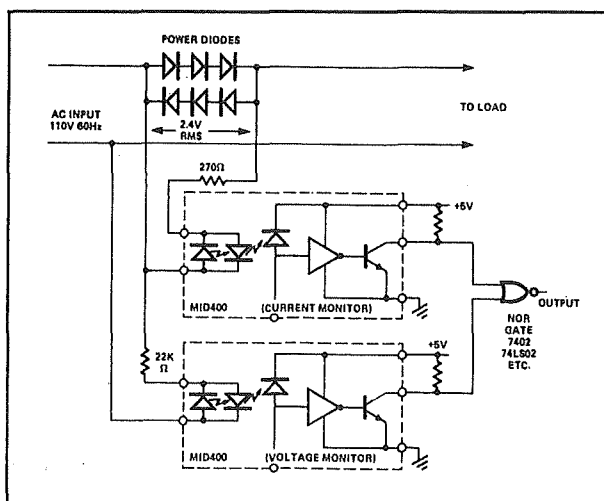 POWER DIODES
AC INPUT
110V 60Hz
2.4V
RMS
TO LOAD
270Ω
+5V
MID400
(CURRENT MONITOR)
OUTPUT
NOR
GATE
7402
74LS02
ETC.
22K
Ω
+5V
MID400
(VOLTAGE MONITOR)